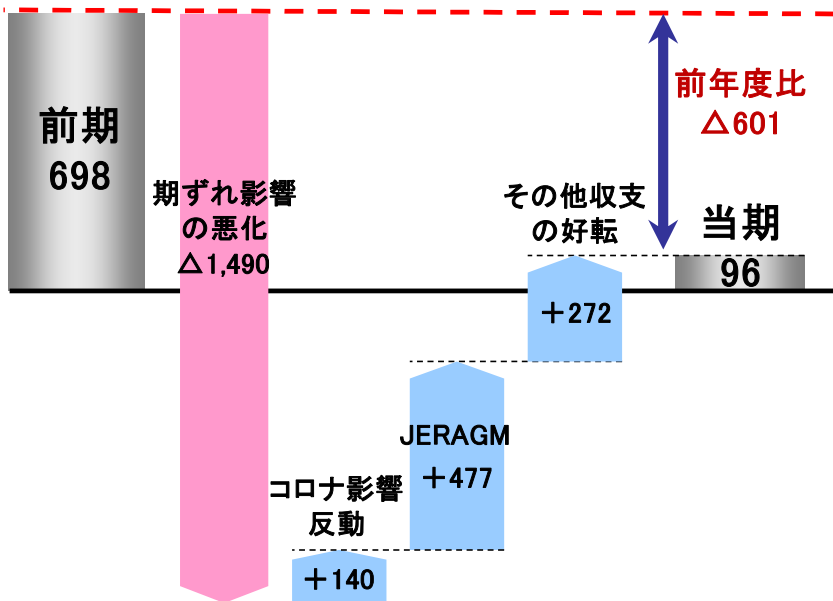 前期
698
期ずれ影響
の悪化
△1,490
コロナ影響
反動
＋140
JERAGM
＋477
その他収支
の好転
＋272
前年度比
△601
当期
96